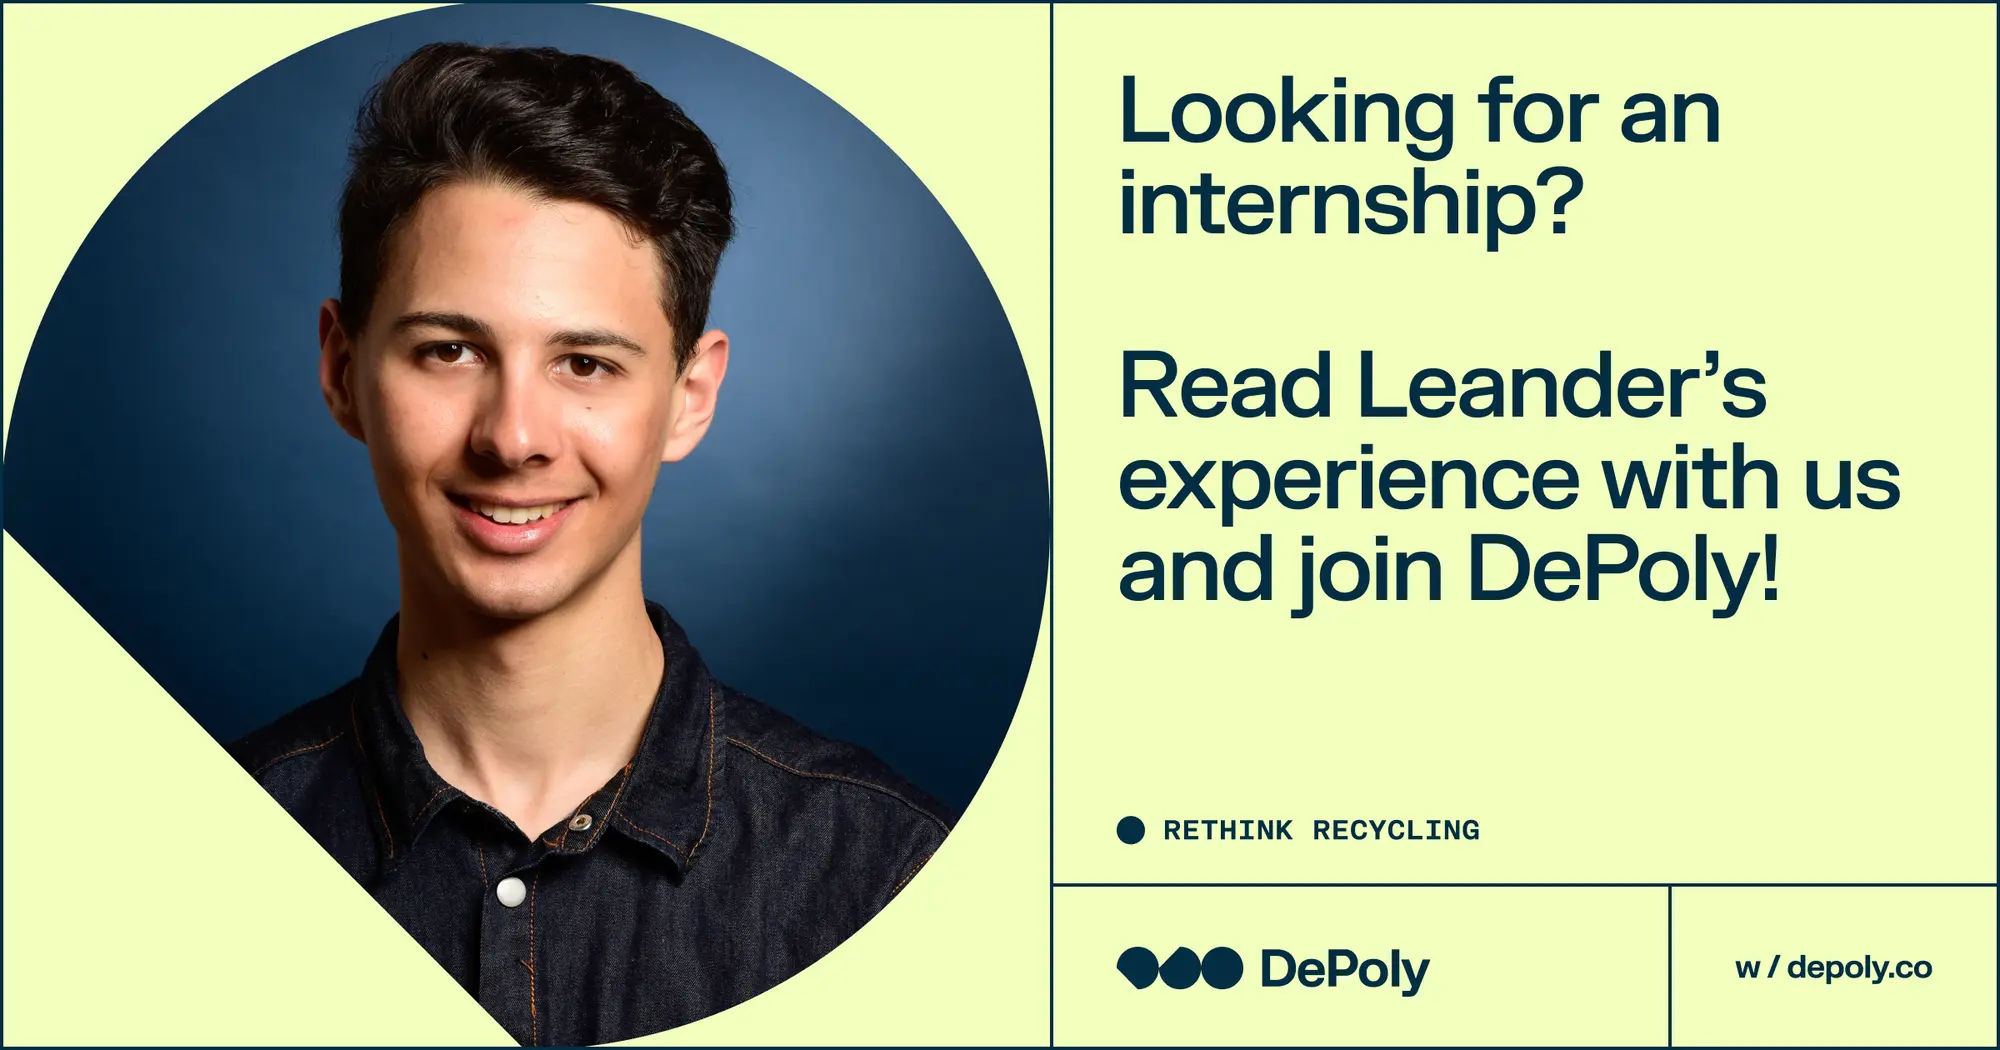 Looking for an
internship?
Read Leander’s
experience with us
and join DePoly!
RETHINK RECYCLING
DePoly
w / depoly.co